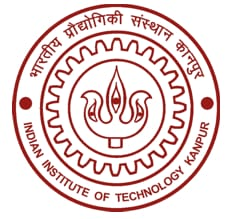 भारतीय प्रौद्योगिकी संस्थान कानपुर
INDIAN INSTITUTE OF TECHNOLOGY KANPUR